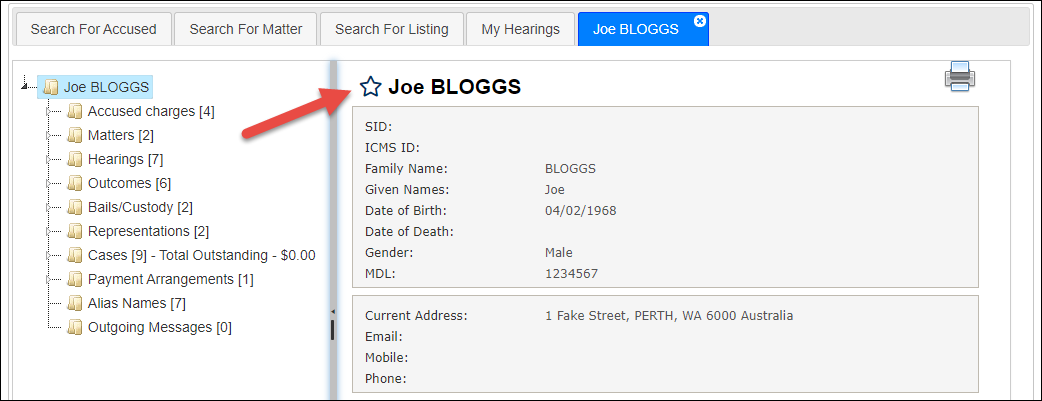 Search For Accused Search For Matter Search For Listing My Hearings Joe BLOGGS
Joe BLOGGS
Accused charges [4]
Matters [2]
Hearings [7]
Outcomes [6]
Bails/Custody [2]
Representations [2]
Cases [9] - Total Outstanding - $0.00
Payment Arrangements [1]
Alias Names [7]
Outgoing Messages [0]
Joe BLOGGS
SID:
ICMS ID:
Family Name: BLOGGS
Given Names: Joe
Date of Birth: 04/02/1968
Date of Death:
Gender: Male
MDL: 1234567
Current Address: 1 Fake Street, PERTH, WA 6000 Australia
Email:
Mobile:
Phone: